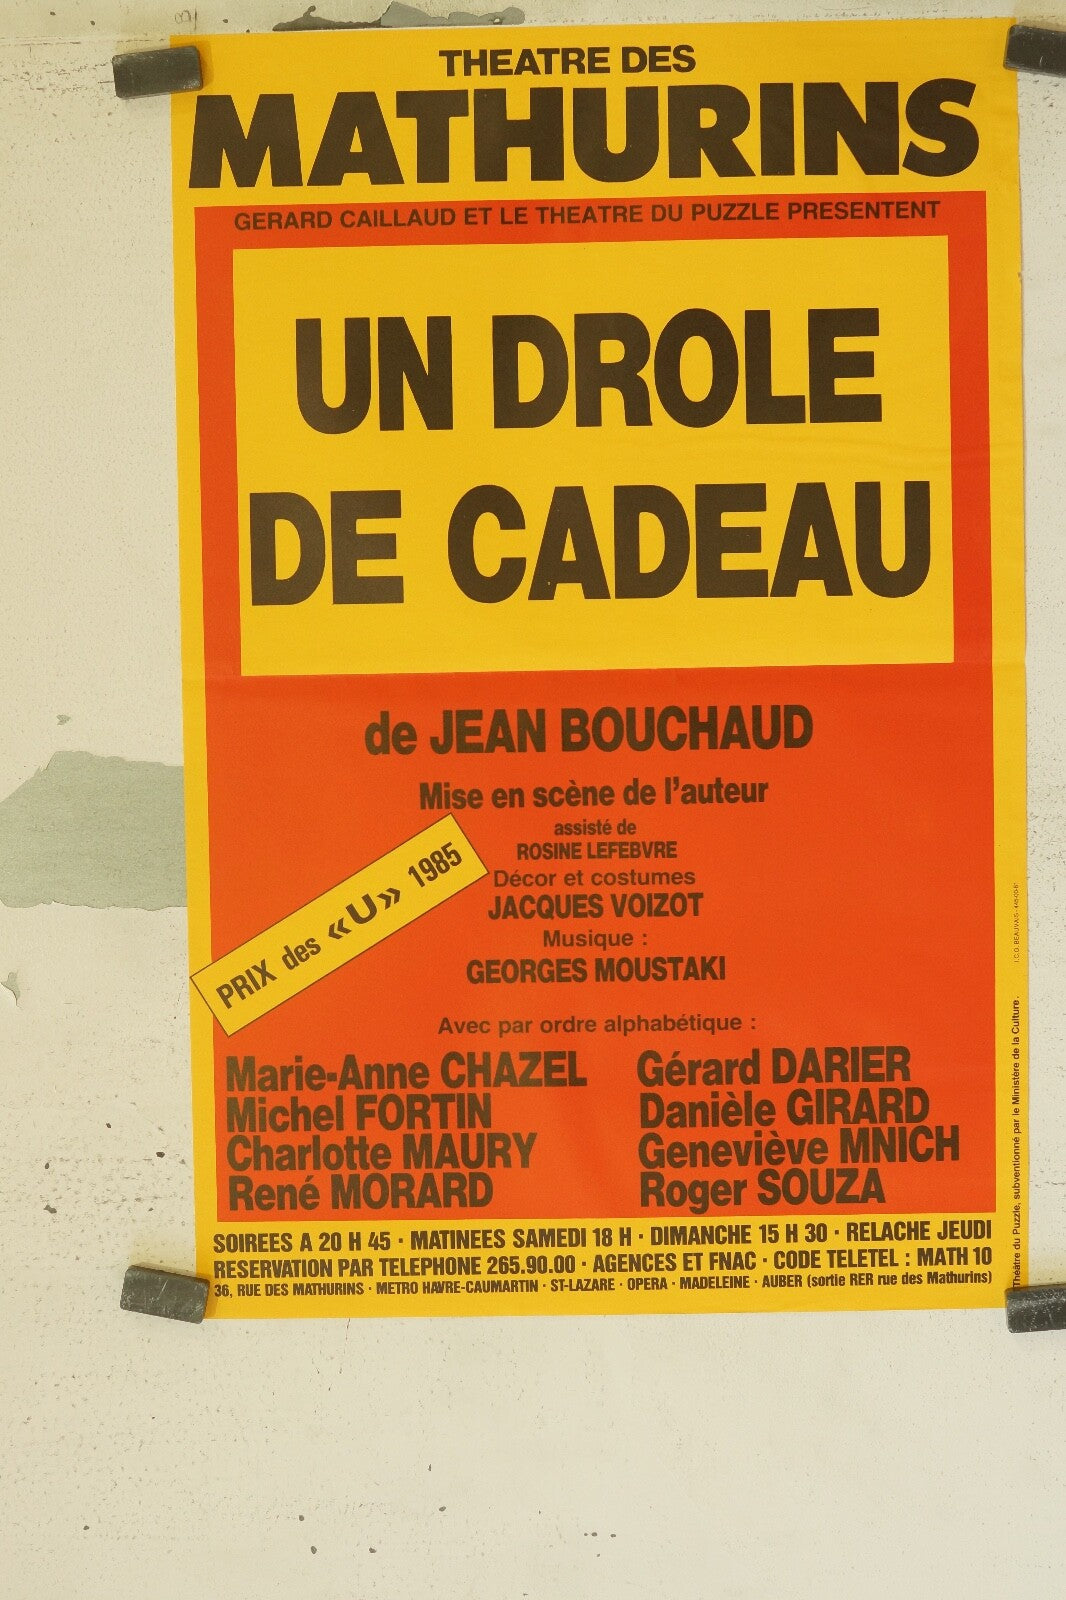 THEATRE DES
MATHURINS
GERARD CAILLAUD ET LE THEATRE DU PUZZLE PRESENTENT
UN DROLE
DE CADEAU
de JEAN BOUCHAUD
Mise en scène de l'auteur
assisté de
ROSINE LEFEBVRE
Décor et costumes
JACQUES VOIZOT
Musique :
GEORGES MOUSTAKI
PRIX des «U» 1985
Avec par ordre alphabétique :
Marie-Anne CHAZEL
Michel FORTIN
Charlotte MAURY
René MORARD
Gérard DARIER
Danièle GIRARD
Geneviève MNICH
Roger SOUZA
SOIREES A 20 H 45 · MATINEES SAMEDI 18 H · DIMANCHE 15 H 30 · RELACHE JEUDI
RESERVATION PAR TELEPHONE 265.90.00 · AGENCES ET FNAC · CODE TELETEL : MATH 10
36, RUE DES MATHURINS · METRO HAVRE-CAUMARTIN · ST-LAZARE · OPERA · MADELEINE · AUBER (sortie RER rue des Mathurins)
Théâtre du Puzzle, subventionné par le Ministère de la Culture.
BEAUVAIS